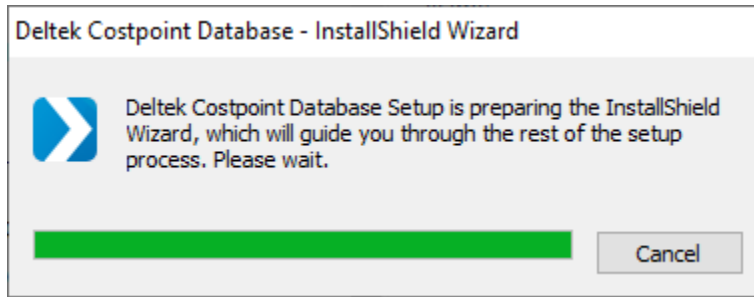 Deltek Costpoint Database - InstallShield Wizard
Deltek Costpoint Database Setup is preparing the InstallShield
Wizard, which will guide you through the rest of the setup
process. Please wait.
Cancel